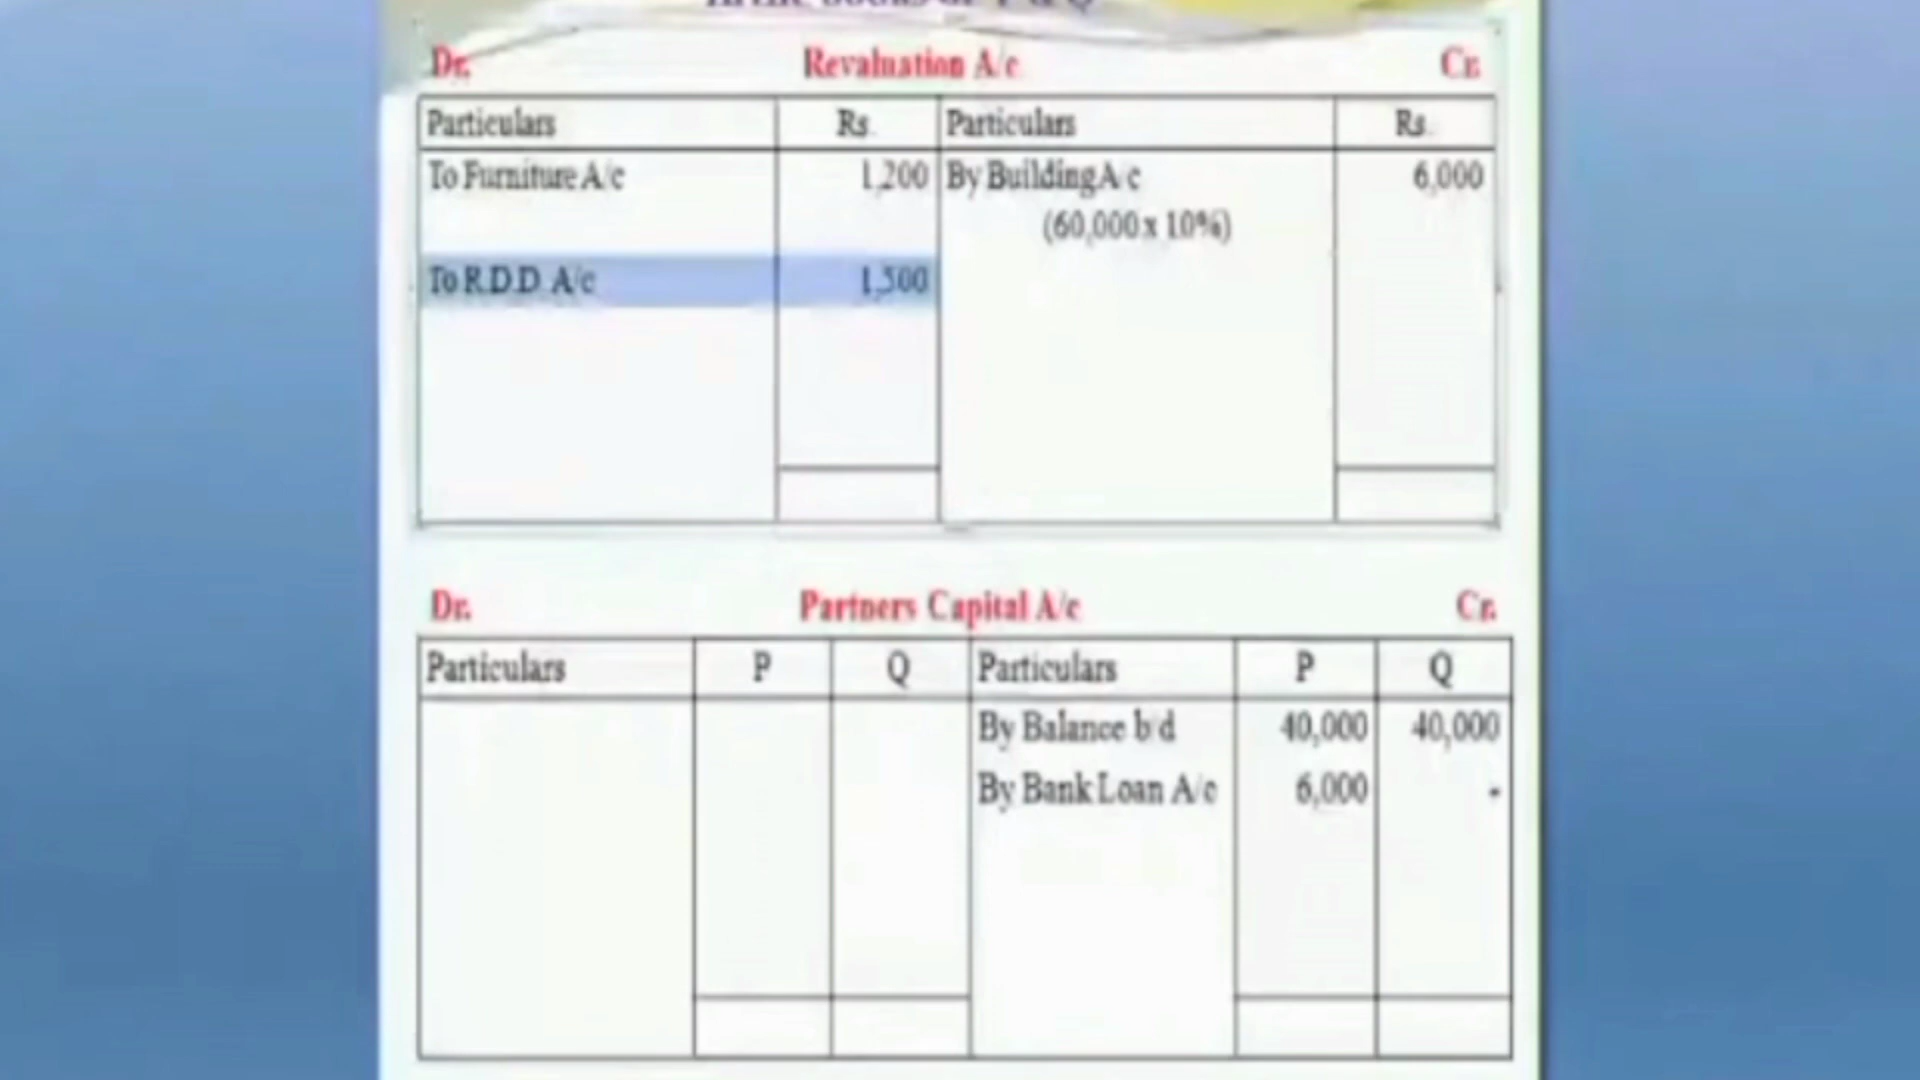 Dr. Revaluation A/c Cr.
Particulars Rs. Particulars Rs.
To Furniture A/c 1,200 By Building A/c 6,000
(60,000 x 10%)
To R.D.D. A/c 1,500
Dr. Partners Capital A/c Cr.
Particulars P Q Particulars P Q
By Balance b/d 40,000 40,000
By Bank Loan A/c 6,000 -